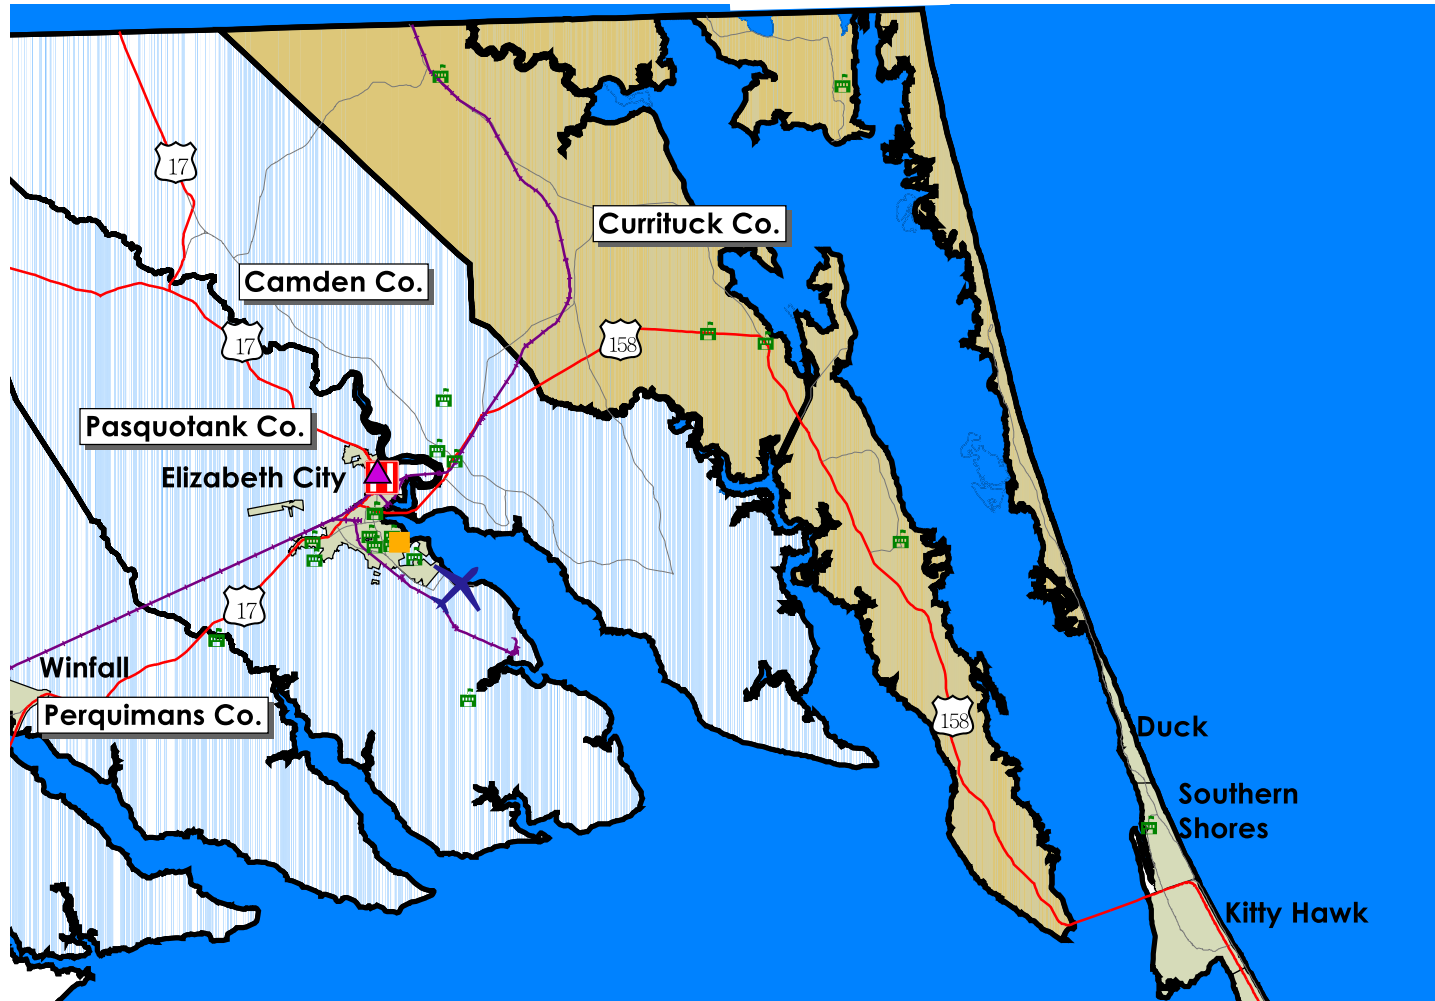 17
Currituck Co.
Camden Co.
17
158
Pasquotank Co.
Elizabeth City
17
Winfall
Perquimans Co.
158
Duck
Southern
Shores
Kitty Hawk